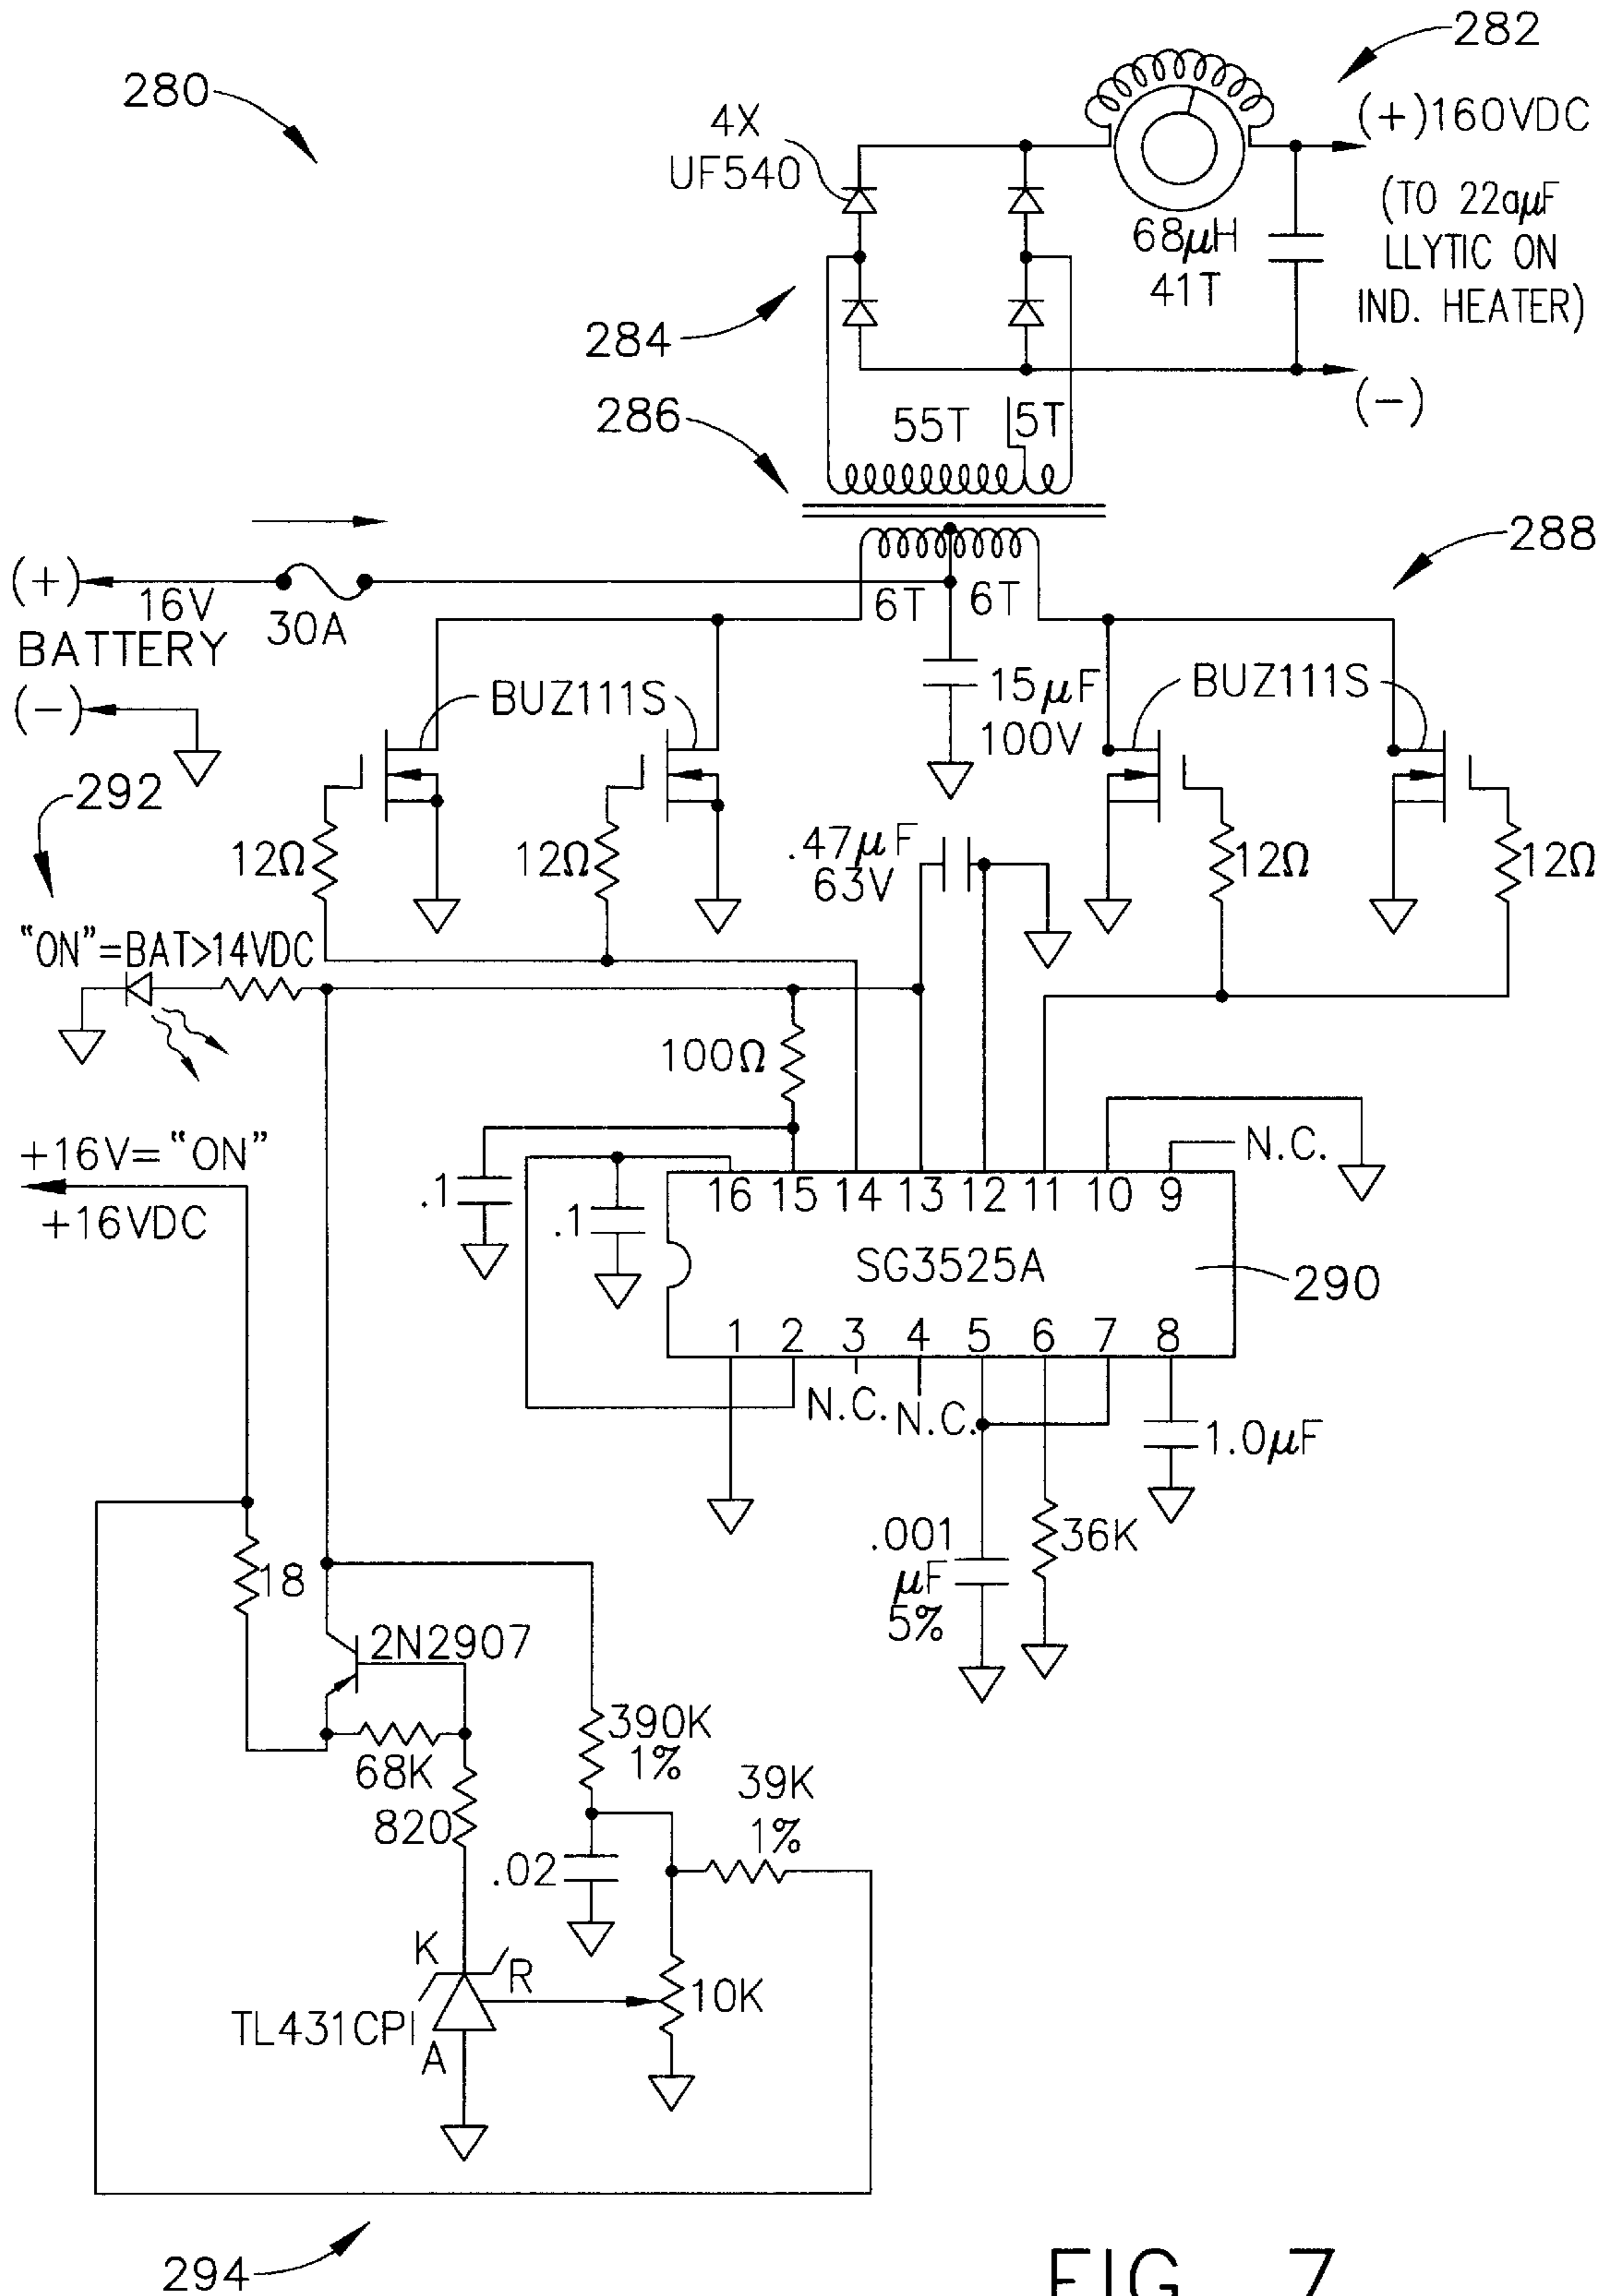 282
280
4X
UF540
(+)160VDC
(TO 22aμF
LLYTIC ON
IND. HEATER)
68μH
41T
284
(-)
286
55T
5T
288
(+)
16V
BATTERY
30A
6T
6T
(-)
BUZ111S
15μF
100V
BUZ111S
292
12Ω
12Ω
.47μF
63V
12Ω
12Ω
"ON"=BAT>14VDC
100Ω
+16V="ON"
+16VDC
N.C.
.1
.1
16 15 14 13 12 11 10 9
SG3525A
290
1 2 3 4 5 6 7 8
N.C.
N.C.
1.0μF
.001
μF
5%
36K
18
2N2907
390K
1%
68K
39K
1%
820
.02
K
R
10K
TL431CPI
A
294
FIG. 7